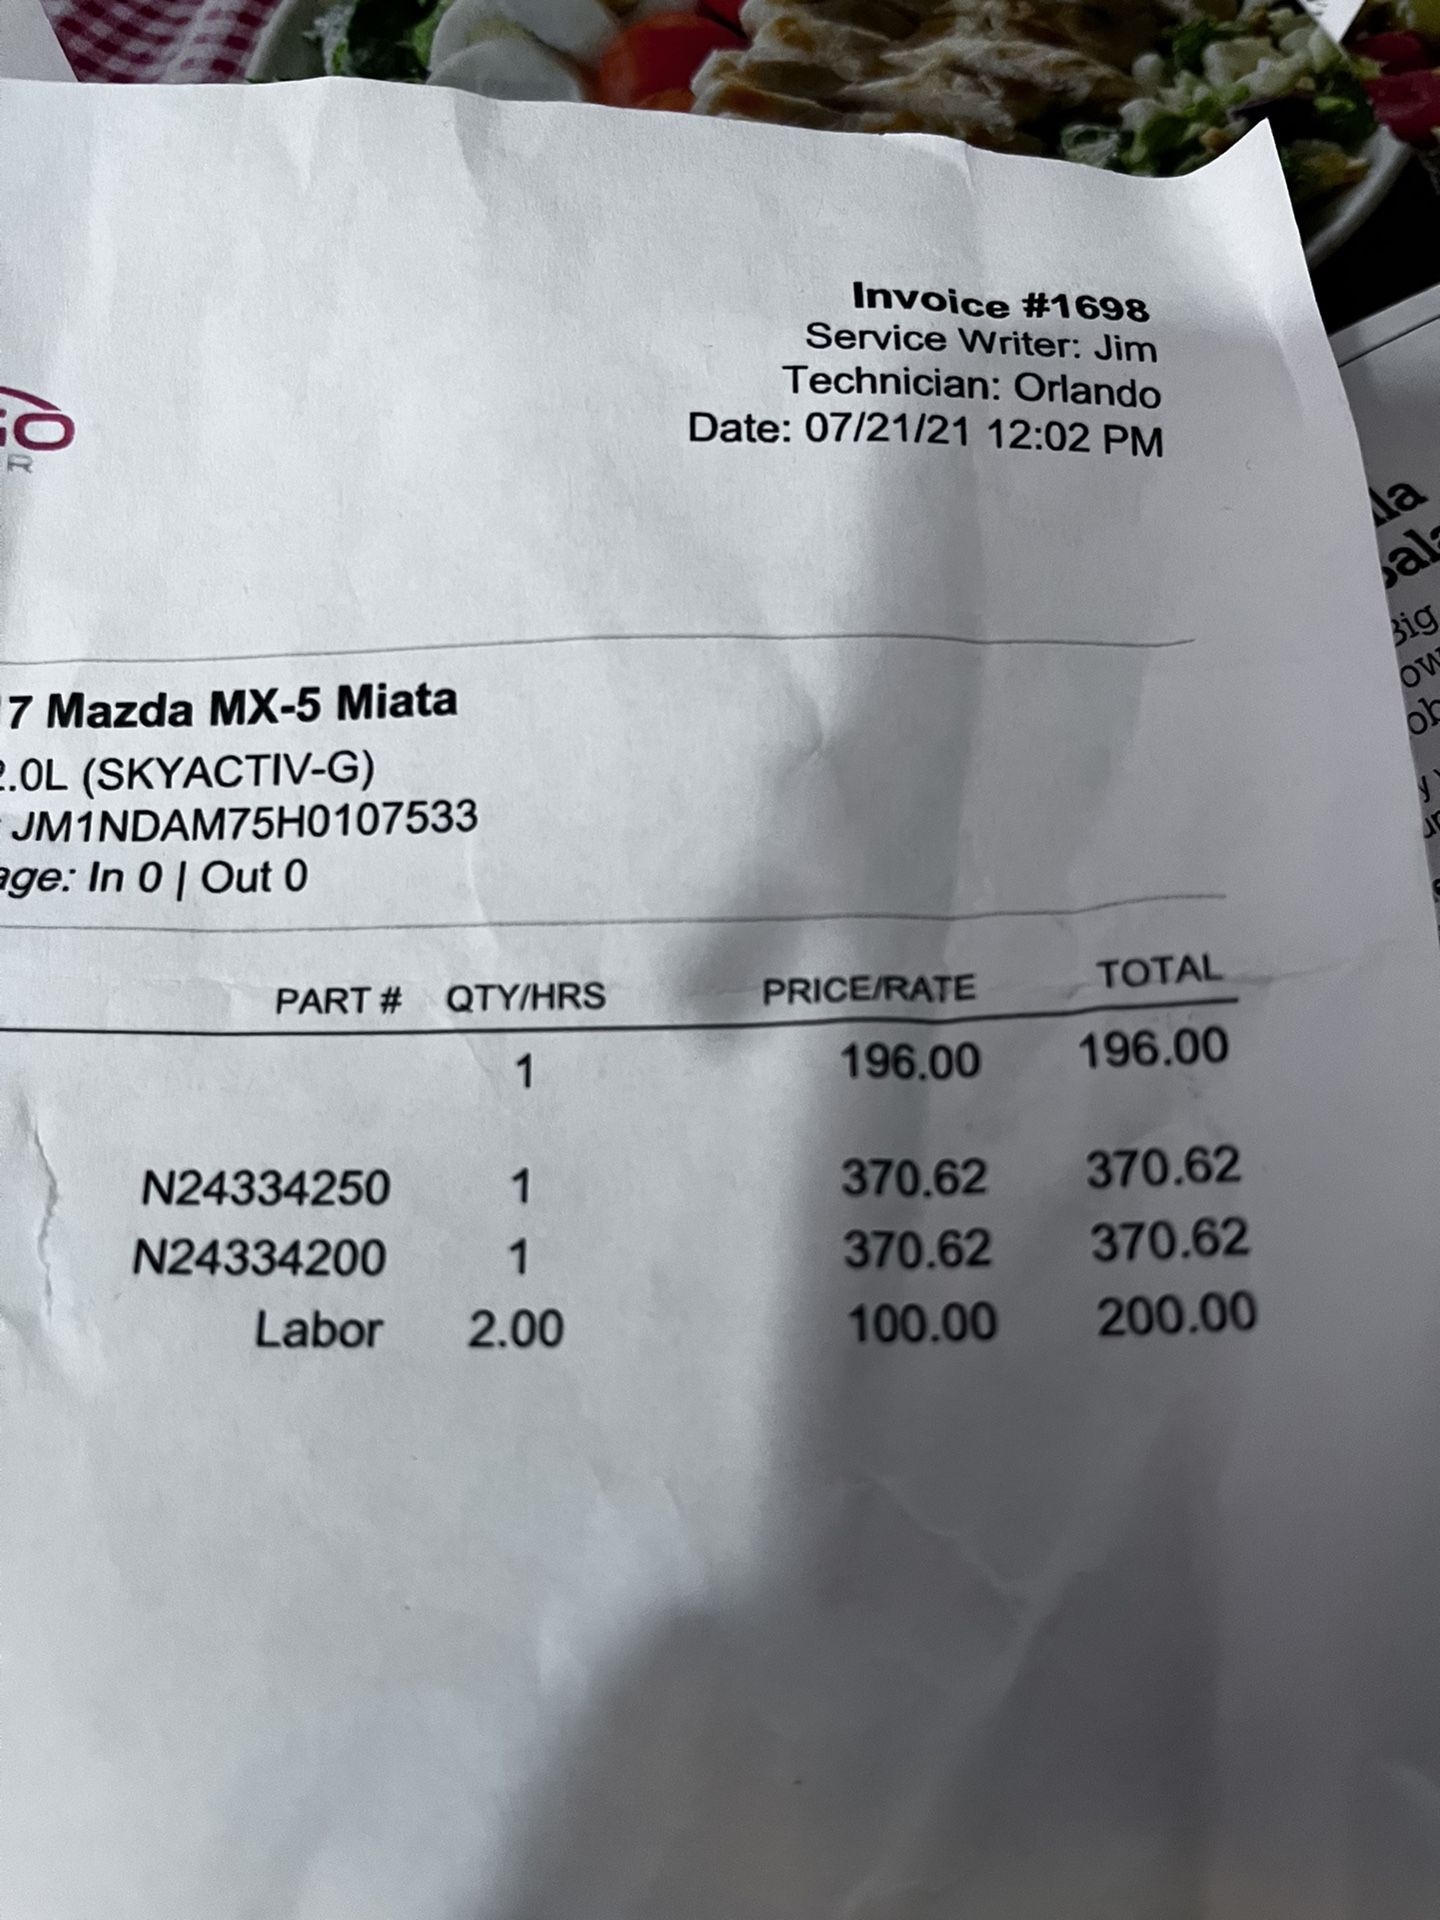 Invoice #1698
Service Writer: Jim
Technician: Orlando
Date: 07/21/21 12:02 PM
GO
R
7 Mazda MX-5 Miata
2.0L (SKYACTIV-G)
JM1NDAM75H0107533
age: In 0 | Out 0
PART # QTY/HRS PRICE/RATE TOTAL
1 196.00 196.00
N24334250 1 370.62 370.62
N24334200 1 370.62 370.62
Labor 2.00 100.00 200.00